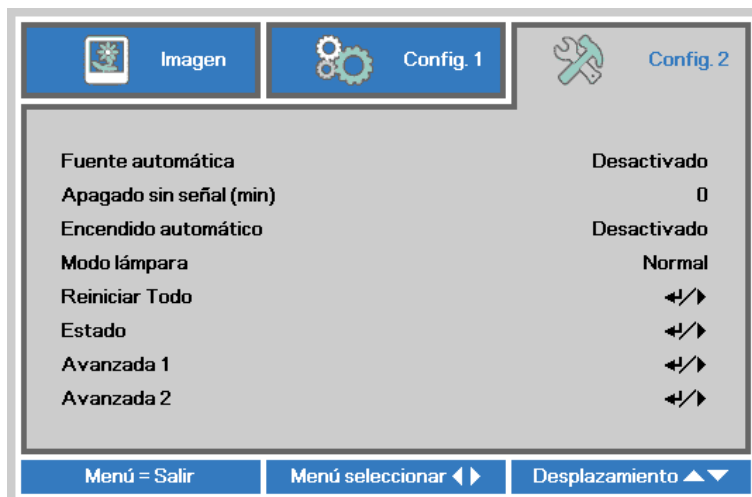 Imagen Config. 1 Config. 2
Fuente automática Desactivado
Apagado sin señal (min) 0
Encendido automático Desactivado
Modo lámpara Normal
Reiniciar Todo ↵/▶
Estado ↵/▶
Avanzada 1 ↵/▶
Avanzada 2 ↵/▶
Menú = Salir Menú seleccionar ◀▶ Desplazamiento ▲▼